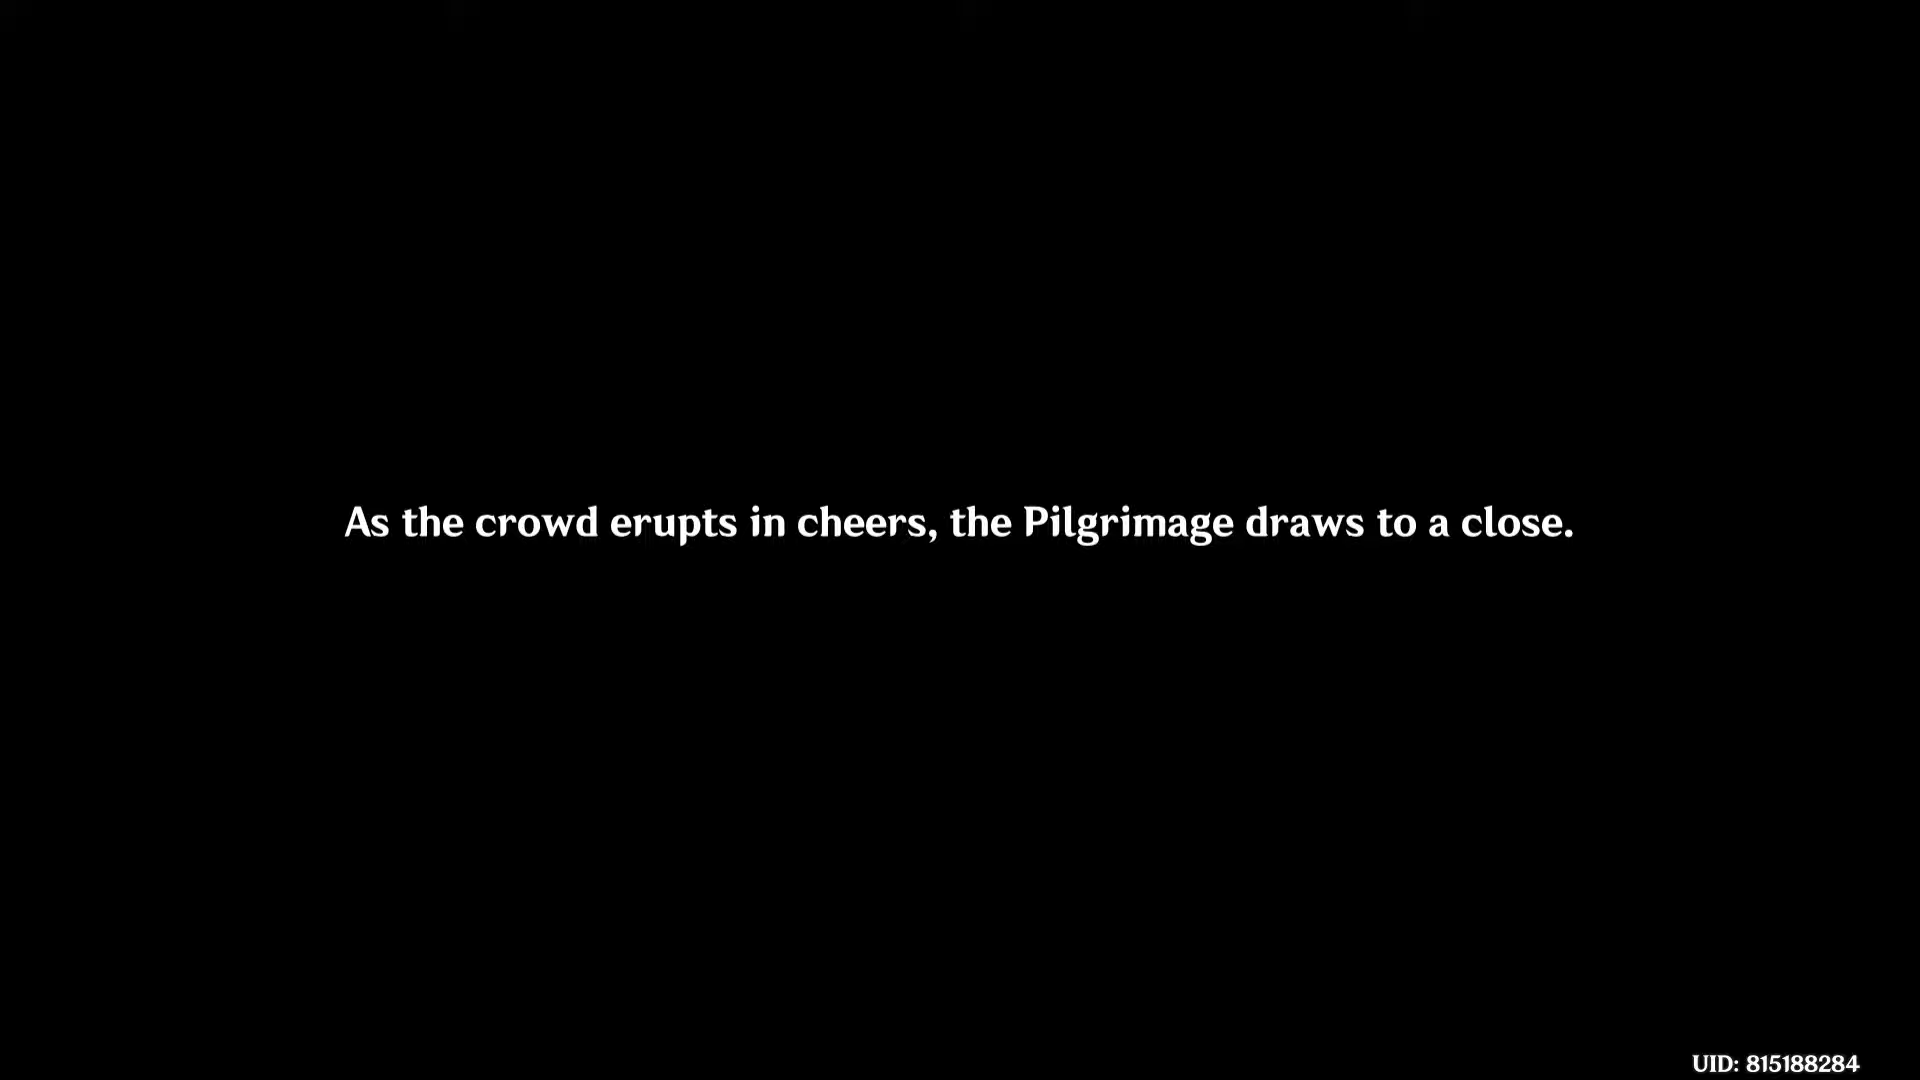 As the crowd erupts in cheers, the Pilgrimage draws to a close.
UID: 815188284